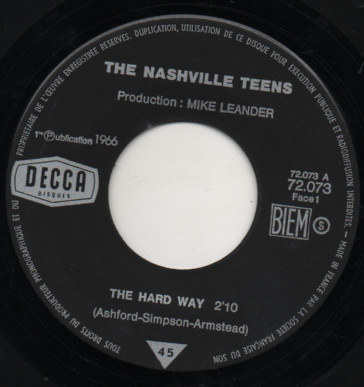 TOUS DROITS DU PRODUCTEUR PHONOGRAPHIQUE ET DU PROPRIETAIRE DE L'ŒUVRE ENREGISTREE RESERVES. DUPLICATION, UTILISATION DE CE DISQUE POUR EXECUTION PUBLIQUE ET RADIODIFFUSION INTERDITES. - MADE IN FRANCE PAR LA SOCIETE FRANÇAISE DU SON
THE NASHVILLE TEENS
Production : MIKE LEANDER
1re Ⓟublication 1966
DECCA
DISQUES
72.073 A
72.073
Face 1
BIEM S
THE HARD WAY 2'10
(Ashford-Simpson-Armstead)
45